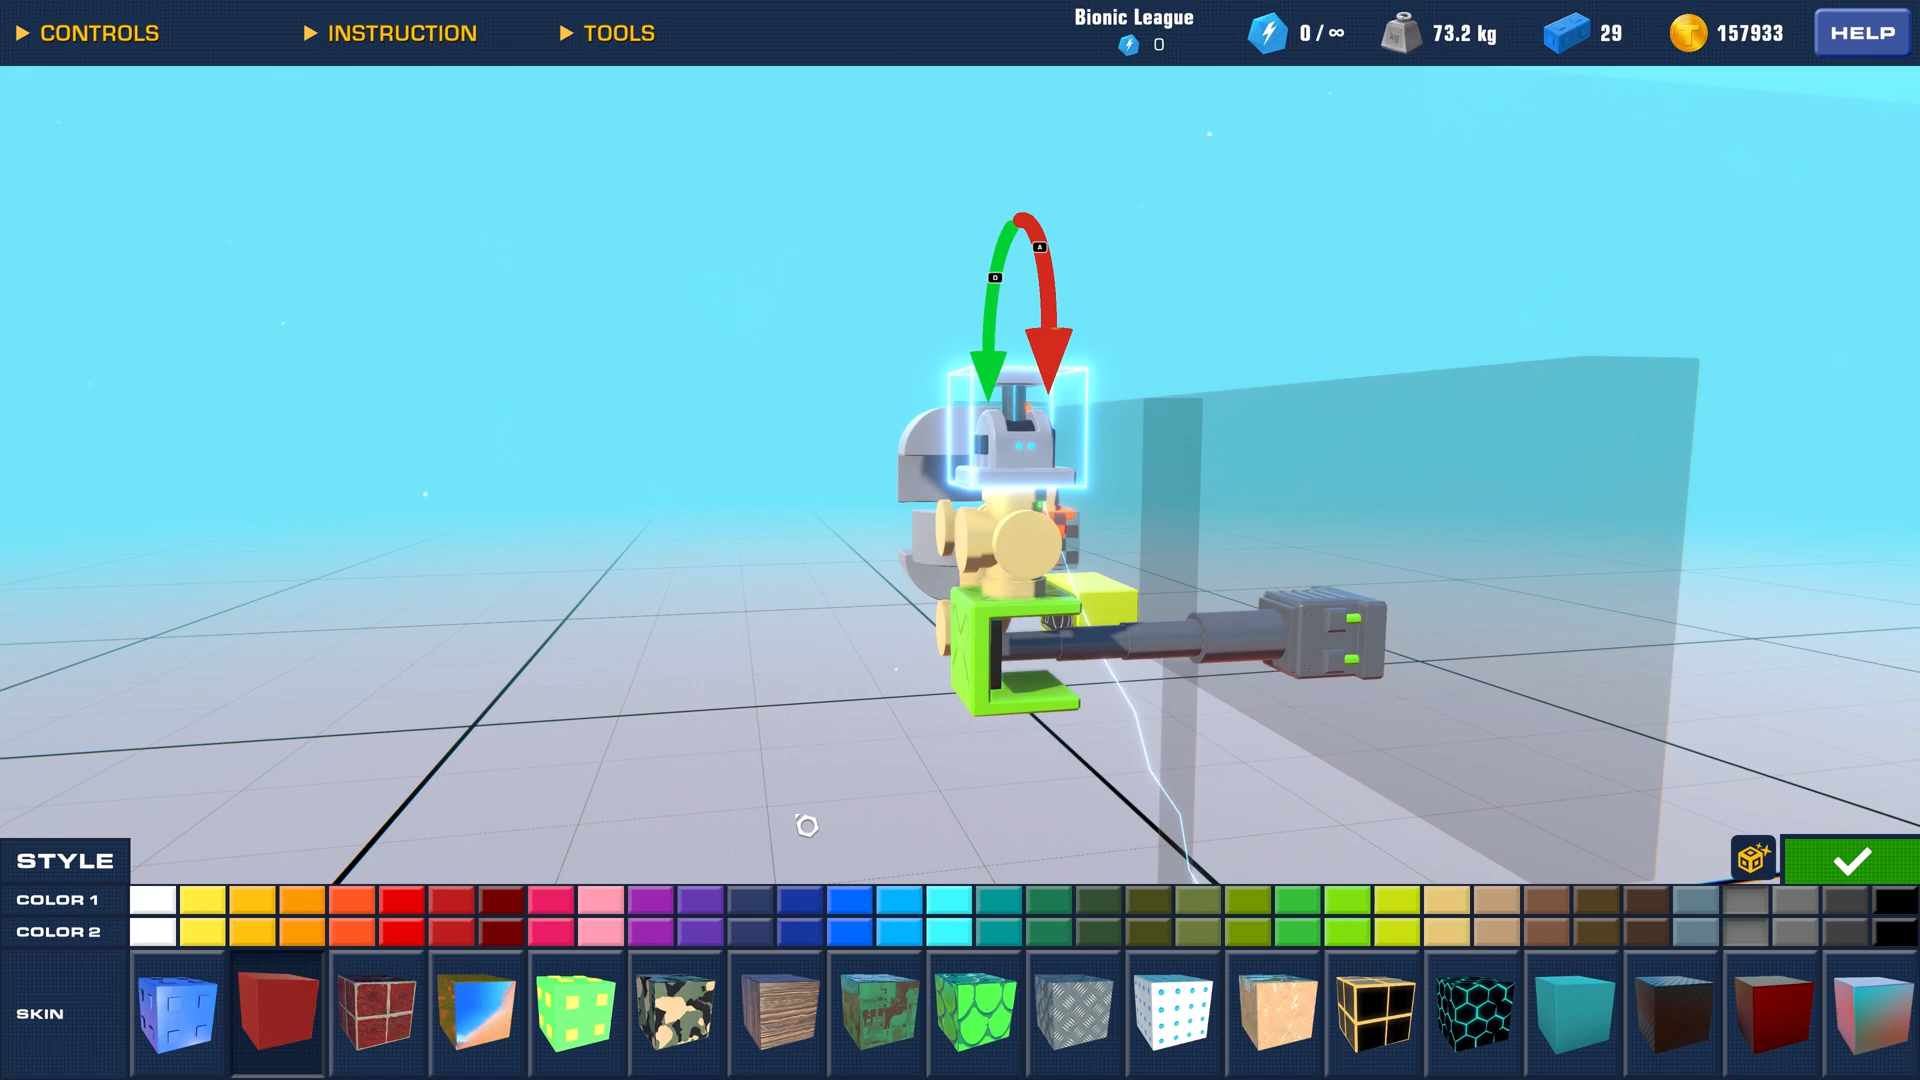 CONTROLS
INSTRUCTION
TOOLS
Bionic League
0
0 / ∞
73.2 kg
kg
29
T
157933
HELP
A
D
STYLE
COLOR 1
COLOR 2
SKIN